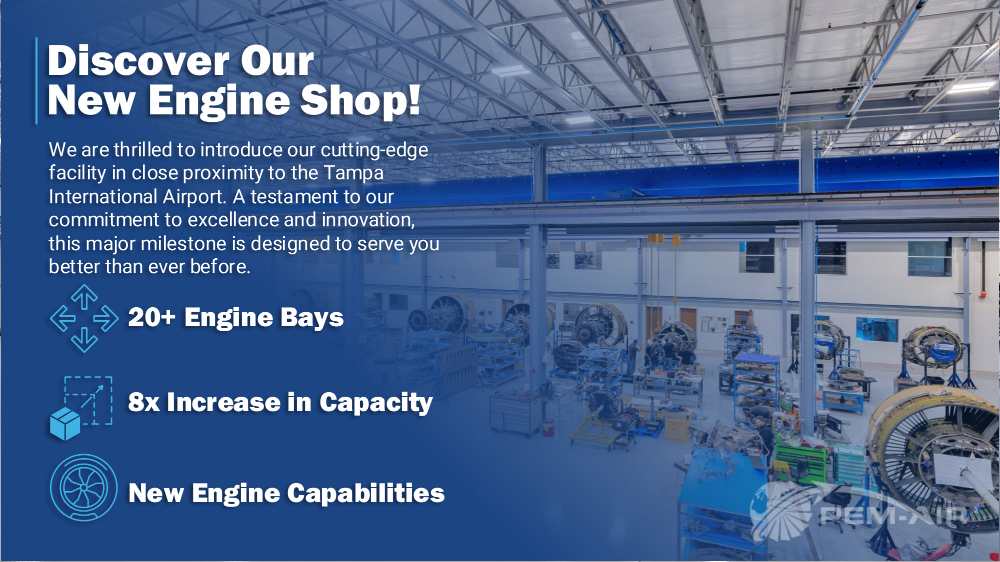 Discover Our
New Engine Shop!
We are thrilled to introduce our cutting-edge
facility in close proximity to the Tampa
International Airport. A testament to our
commitment to excellence and innovation,
this major milestone is designed to serve you
better than ever before.
20+ Engine Bays
8x Increase in Capacity
New Engine Capabilities
PEM-AIR